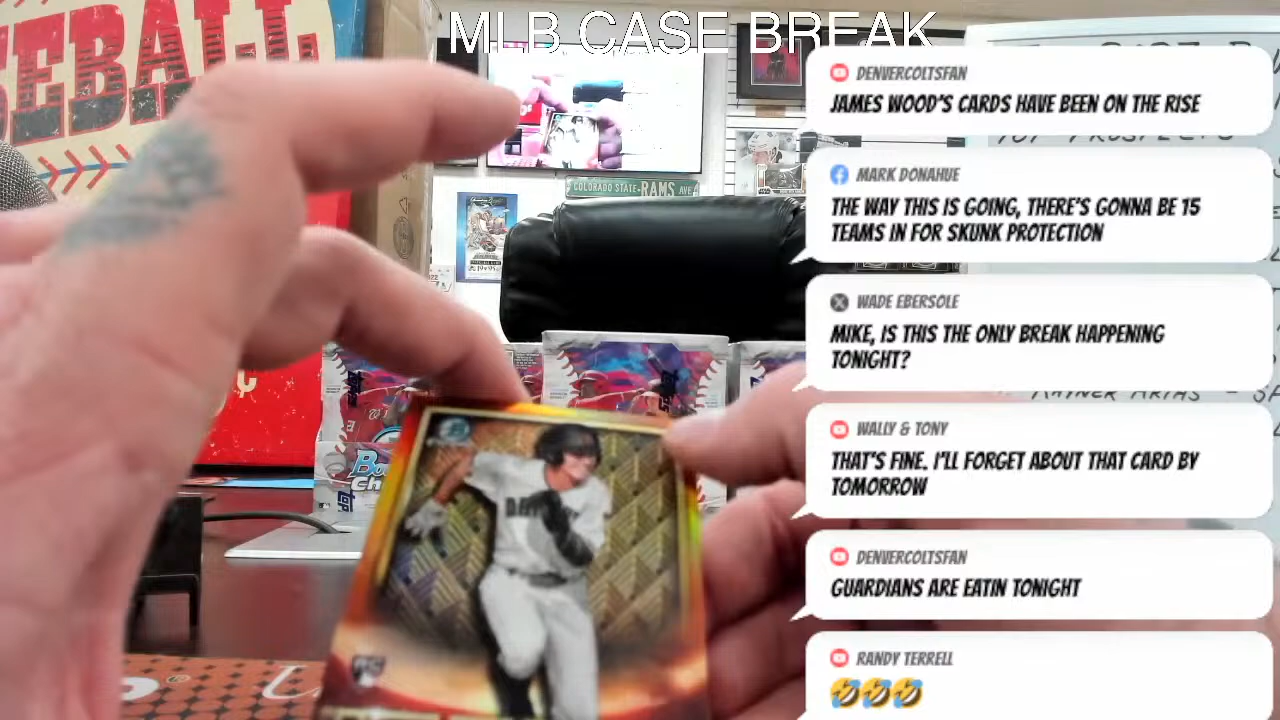 MLB CASE BREAK
SEBALL
DENVERCOLTSFAN
JAMES WOOD'S CARDS HAVE BEEN ON THE RISE
MARK DONAHUE
THE WAY THIS IS GOING, THERE'S GONNA BE 15
TEAMS IN FOR SKUNK PROTECTION
COLORADO STATE-RAMS AVE
WADE EBERSOLE
MIKE, IS THIS THE ONLY BREAK HAPPENING
TONIGHT?
WALLY & TONY
THAT'S FINE. I'LL FORGET ABOUT THAT CARD BY
TOMORROW
DENVERCOLTSFAN
GUARDIANS ARE EATIN TONIGHT
RANDY TERRELL
🤣🤣🤣